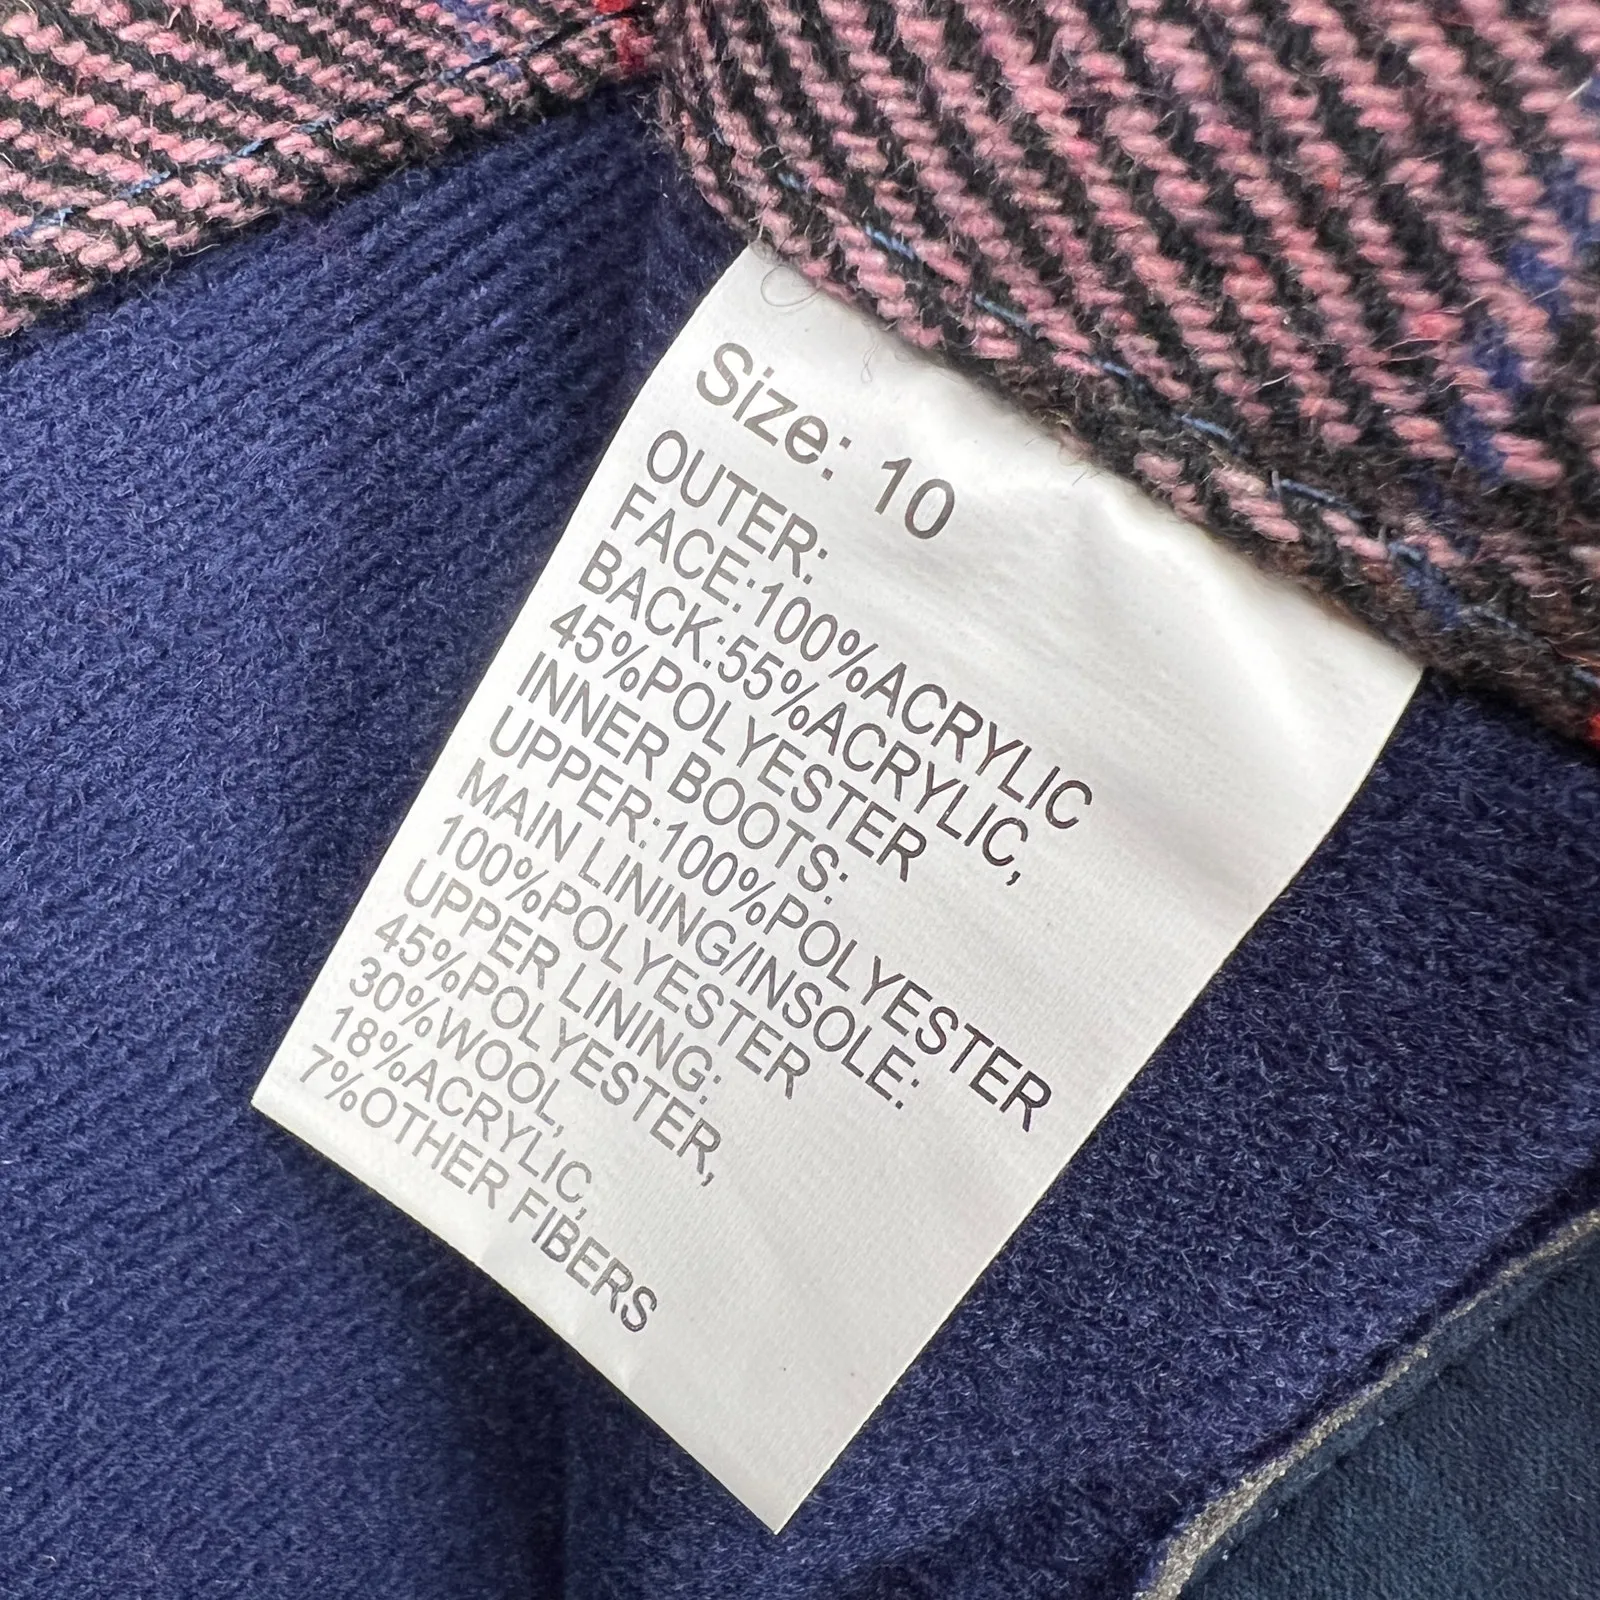 Size: 10
OUTER:
FACE:100%ACRYLIC
BACK:55%ACRYLIC,
45%POLYESTER
INNER BOOTS:
UPPER:100%POLYESTER
MAIN LINING/INSOLE:
100%POLYESTER
UPPER LINING:
45%POLYESTER,
30%WOOL,
18%ACRYLIC,
7%OTHER FIBERS